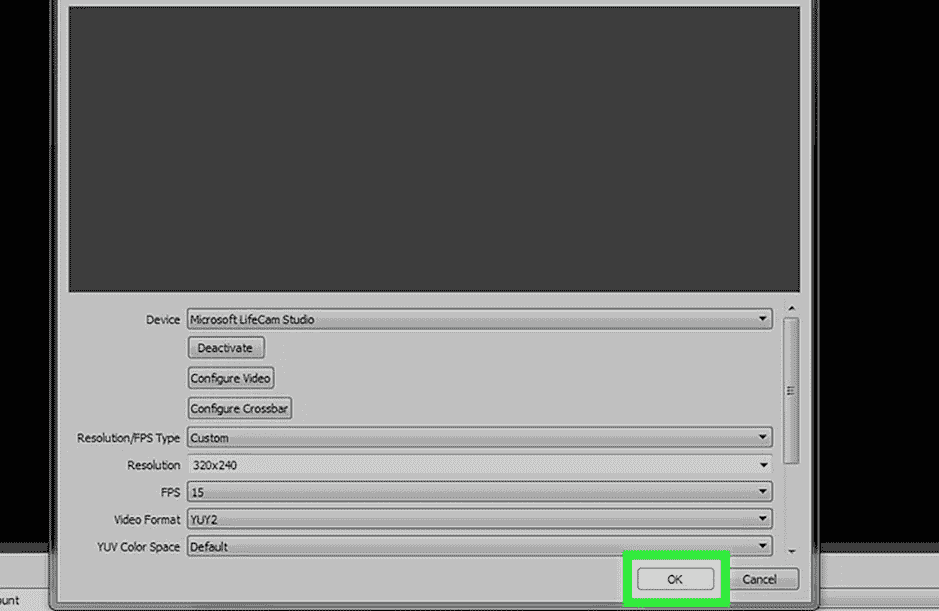 Device Microsoft LifeCam Studio
Deactivate
Configure Video
Configure Crossbar
Resolution/FPS Type Custom
Resolution 320x240
FPS 15
Video Format YUY2
YUV Color Space Default
OK Cancel
ount